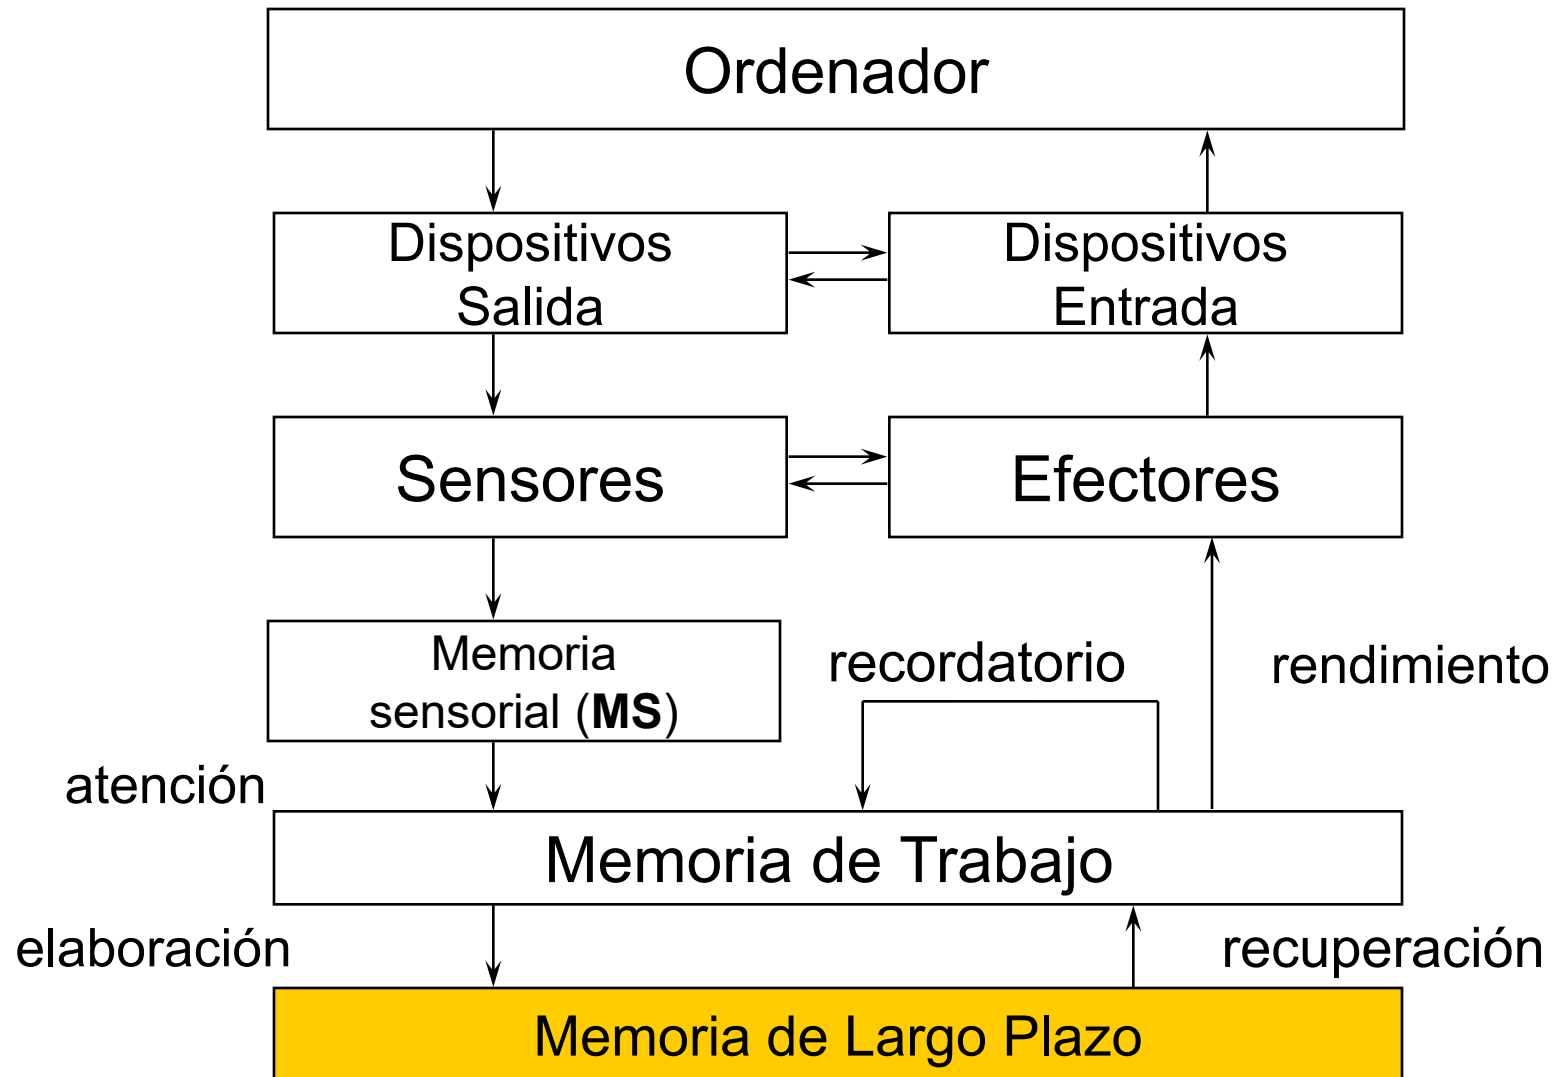 Ordenador
Dispositivos
Salida
Dispositivos
Entrada
Sensores
Efectores
Memoria
sensorial (MS)
recordatorio
rendimiento
atención
Memoria de Trabajo
elaboración
recuperación
Memoria de Largo Plazo